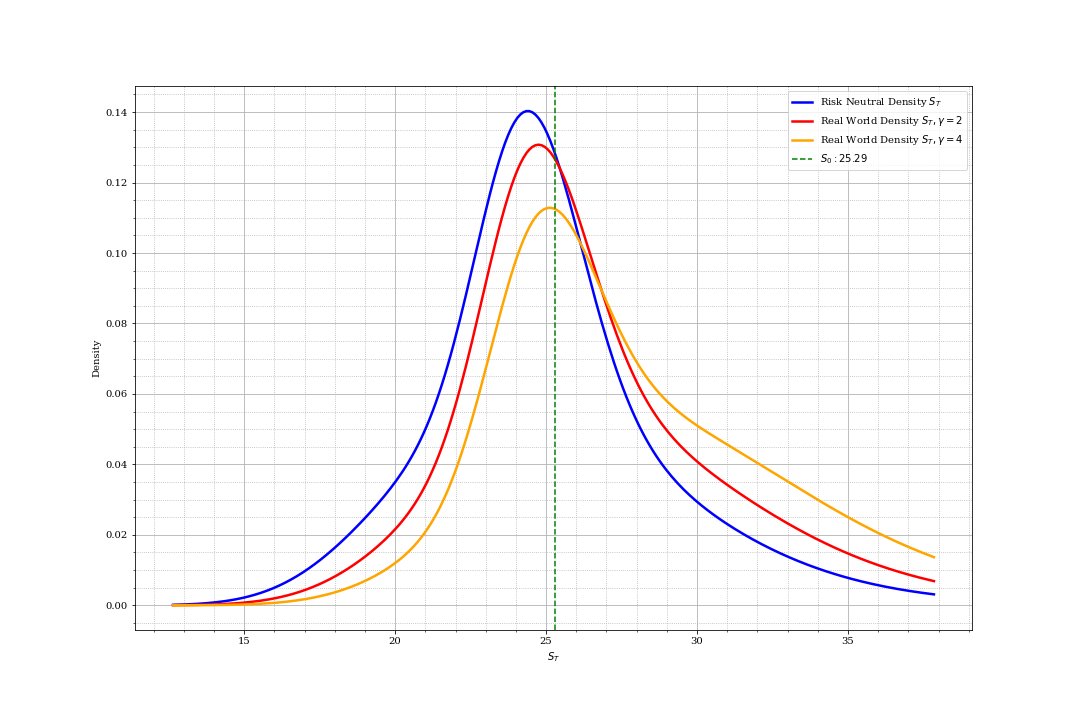 Risk Neutral Density S_T
Real World Density S_T, γ = 2
Real World Density S_T, γ = 4
S_0 : 25.29
0.14
0.12
0.10
0.08
0.06
0.04
0.02
0.00
Density
15
20
25
30
35
S_T